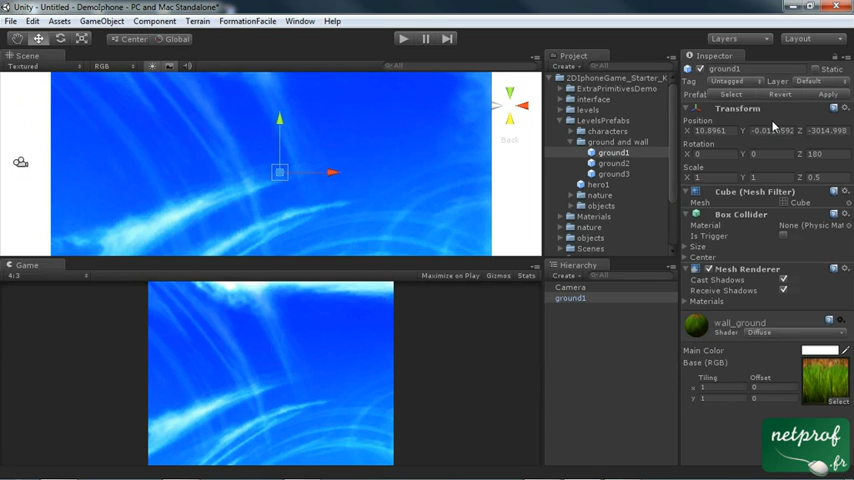 Unity - Untitled - DemoIphone - PC and Mac Standalone*
File Edit Assets GameObject Component Terrain FormationFacile Window Help
Center Global Layers Layout
Scene
Textured RGB All
Back
Game
4:3 Maximize on Play Gizmos Stats
Project
Create All
2DIphoneGame_Starter_K
ExtraPrimitivesDemo
interface
levels
LevelsPrefabs
characters
ground and wall
ground1
ground2
ground3
hero1
nature
objects
Materials
nature
objects
Scenes
Hierarchy
Create All
Camera
ground1
Inspector
ground1 Static
Tag Untagged Layer Default
Prefab Select Revert Apply
Transform
Position
X 10.8961 Y Z -3014.998
Rotation
X 0 Y 0 Z 180
Scale
X 1 Y 1 Z 0.5
Cube (Mesh Filter)
Mesh Cube
Box Collider
Material None (Physic Mat
Is Trigger
Size
Center
Mesh Renderer
Cast Shadows
Receive Shadows
Materials
wall_ground
Shader Diffuse
Main Color
Base (RGB)
Tiling Offset
x 1 0
y 1 0
Select
netprof
.fr